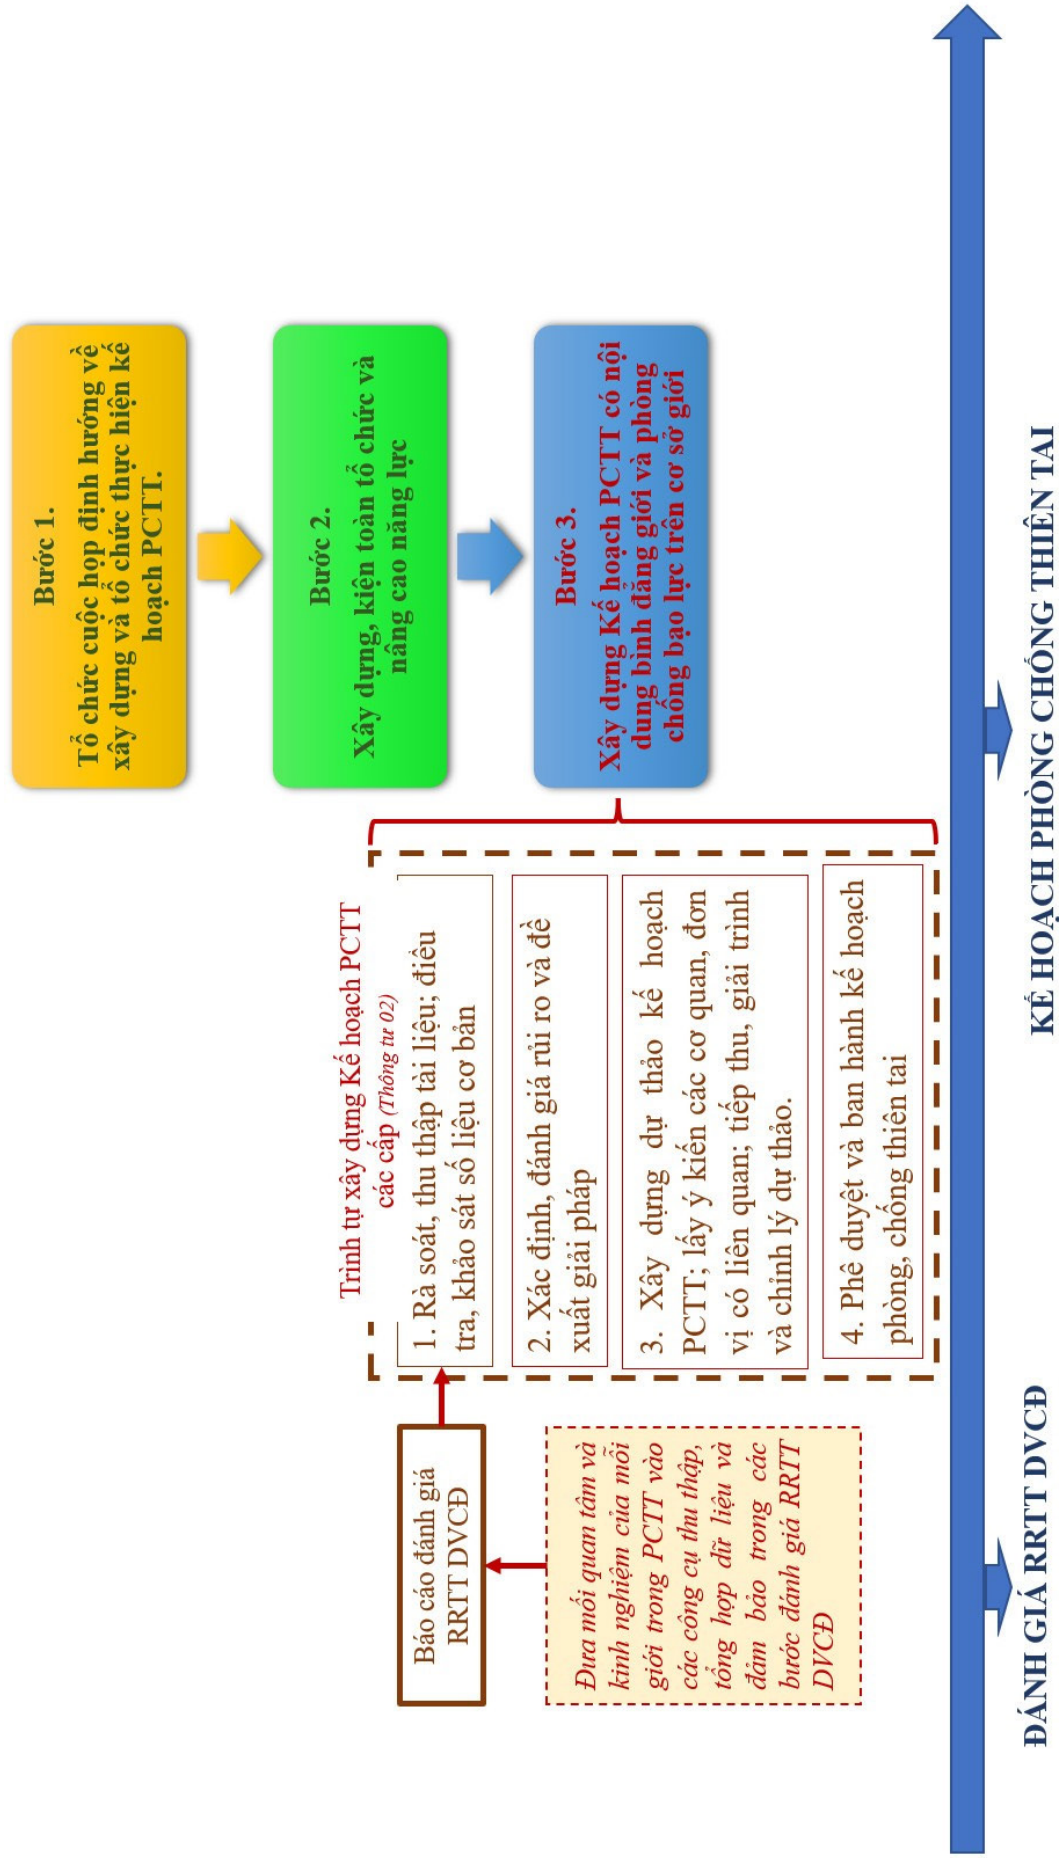 Bước 1.
Tổ chức cuộc họp định hướng về
xây dựng và tổ chức thực hiện kế
hoạch PCTT.
Bước 2.
Xây dựng, kiện toàn tổ chức và
nâng cao năng lực
Bước 3.
Xây dựng Kế hoạch PCTT có nội
dung bình đẳng giới và phòng
chống bạo lực trên cơ sở giới
Trình tự xây dựng Kế hoạch PCTT
các cấp (Thông tư 02)
1. Rà soát, thu thập tài liệu; điều
tra, khảo sát số liệu cơ bản
2. Xác định, đánh giá rủi ro và đề
xuất giải pháp
3. Xây dựng dự thảo kế hoạch
PCTT; lấy ý kiến các cơ quan, đơn
vị có liên quan; tiếp thu, giải trình
và chỉnh lý dự thảo.
4. Phê duyệt và ban hành kế hoạch
phòng, chống thiên tai
Báo cáo đánh giá
RRTT DVCĐ
Đưa mối quan tâm và
kinh nghiệm của mỗi
giới trong PCTT vào
các công cụ thu thập,
tổng hợp dữ liệu và
đảm bảo trong các
bước đánh giá RRTT
DVCĐ
ĐÁNH GIÁ RRTT DVCĐ
KẾ HOẠCH PHÒNG CHỐNG THIÊN TAI